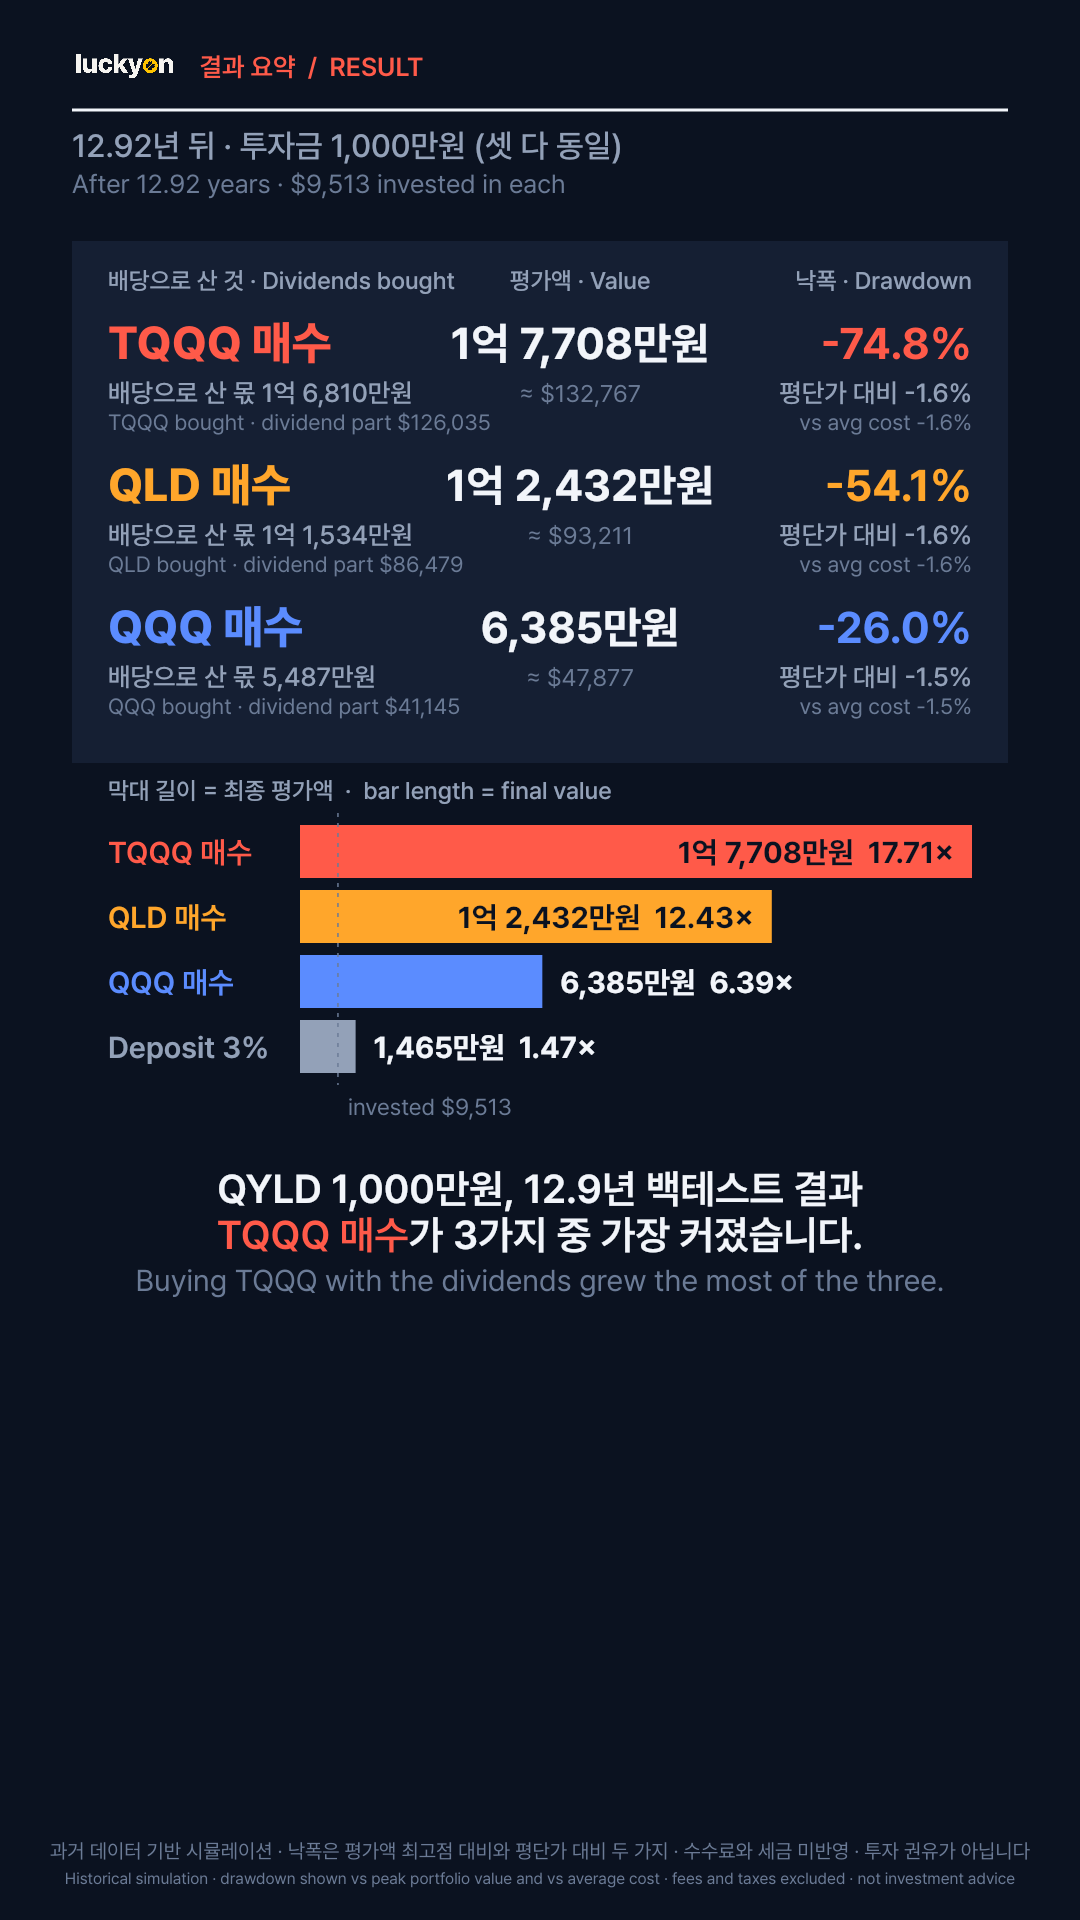 luckyon 결과 요약 / RESULT
12.92년 뒤 · 투자금 1,000만원 (셋 다 동일)
After 12.92 years · $9,513 invested in each
배당으로 산 것 · Dividends bought 평가액 · Value 낙폭 · Drawdown
TQQQ 매수 1억 7,708만원 -74.8%
배당으로 산 몫 1억 6,810만원 ≈ $132,767 평단가 대비 -1.6%
TQQQ bought · dividend part $126,035 vs avg cost -1.6%
QLD 매수 1억 2,432만원 -54.1%
배당으로 산 몫 1억 1,534만원 ≈ $93,211 평단가 대비 -1.6%
QLD bought · dividend part $86,479 vs avg cost -1.6%
QQQ 매수 6,385만원 -26.0%
배당으로 산 몫 5,487만원 ≈ $47,877 평단가 대비 -1.5%
QQQ bought · dividend part $41,145 vs avg cost -1.5%
막대 길이 = 최종 평가액 · bar length = final value
TQQQ 매수 1억 7,708만원 17.71×
QLD 매수 1억 2,432만원 12.43×
QQQ 매수 6,385만원 6.39×
Deposit 3% 1,465만원 1.47×
invested $9,513
QYLD 1,000만원, 12.9년 백테스트 결과
TQQQ 매수가 3가지 중 가장 커졌습니다.
Buying TQQQ with the dividends grew the most of the three.
과거 데이터 기반 시뮬레이션 · 낙폭은 평가액 최고점 대비와 평단가 대비 두 가지 · 수수료와 세금 미반영 · 투자 권유가 아닙니다
Historical simulation · drawdown shown vs peak portfolio value and vs average cost · fees and taxes excluded · not investment advice